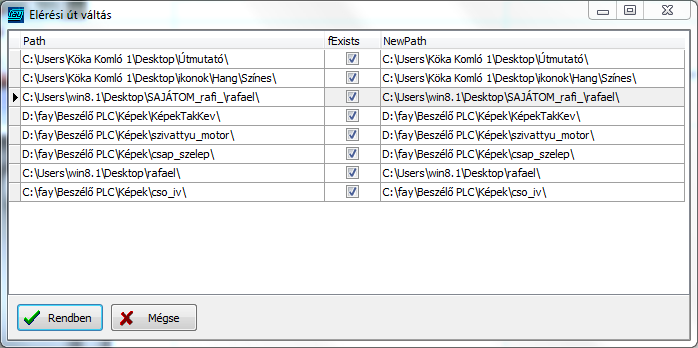 Elérési út váltás
Path fExists NewPath
C:\Users\Kóka Komló 1\Desktop\Útmutató\ C:\Users\Kóka Komló 1\Desktop\Útmutató\
C:\Users\Kóka Komló 1\Desktop\ikonok\Hang\Színes\ C:\Users\Kóka Komló 1\Desktop\ikonok\Hang\Színes\
C:\Users\win8.1\Desktop\SAJÁTOM_rafi_\rafael\ C:\Users\win8.1\Desktop\SAJÁTOM_rafi_\rafael\
D:\fay\Beszélő PLC\Képek\KépekTakKev\ D:\fay\Beszélő PLC\Képek\KépekTakKev\
D:\fay\Beszélő PLC\Képek\szivattyu_motor\ D:\fay\Beszélő PLC\Képek\szivattyu_motor\
D:\fay\Beszélő PLC\Képek\csap_szelep\ D:\fay\Beszélő PLC\Képek\csap_szelep\
C:\Users\win8.1\Desktop\rafael\ C:\Users\win8.1\Desktop\rafael\
C:\fay\Beszélő PLC\Képek\cso_iv\ C:\fay\Beszélő PLC\Képek\cso_iv\
Rendben Mégse